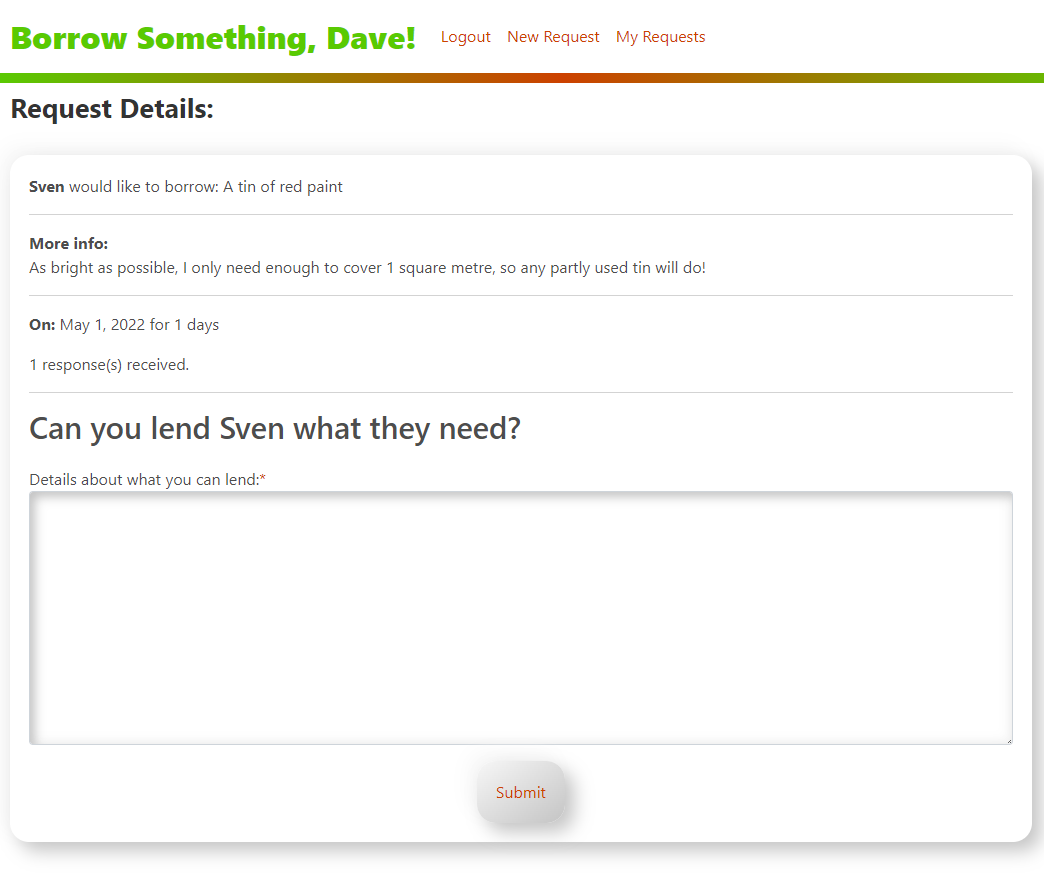 Borrow Something, Dave! Logout New Request My Requests
Request Details:
Sven would like to borrow: A tin of red paint
More info:
As bright as possible, I only need enough to cover 1 square metre, so any partly used tin will do!
On: May 1, 2022 for 1 days
1 response(s) received.
Can you lend Sven what they need?
Details about what you can lend:*
Submit